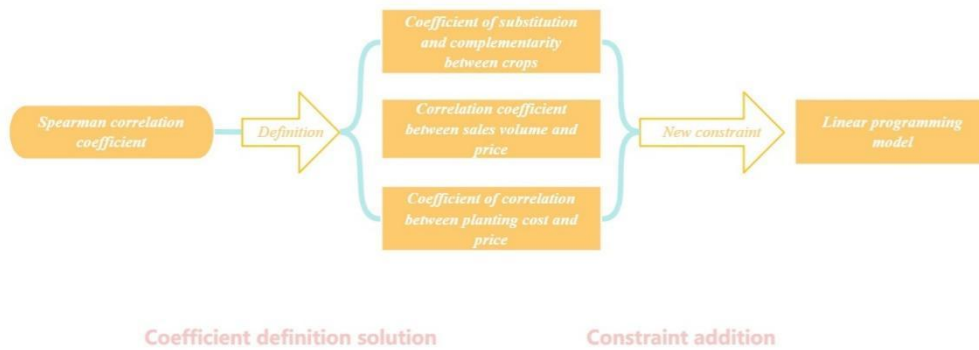 Spearman correlation
coefficient
Definition
Coefficient of substitution
and complementarity
between crops
Correlation coefficient
between sales volume and
price
Coefficient of correlation
between planting cost and
price
New constraint
Linear programming
model
Coefficient definition solution
Constraint addition